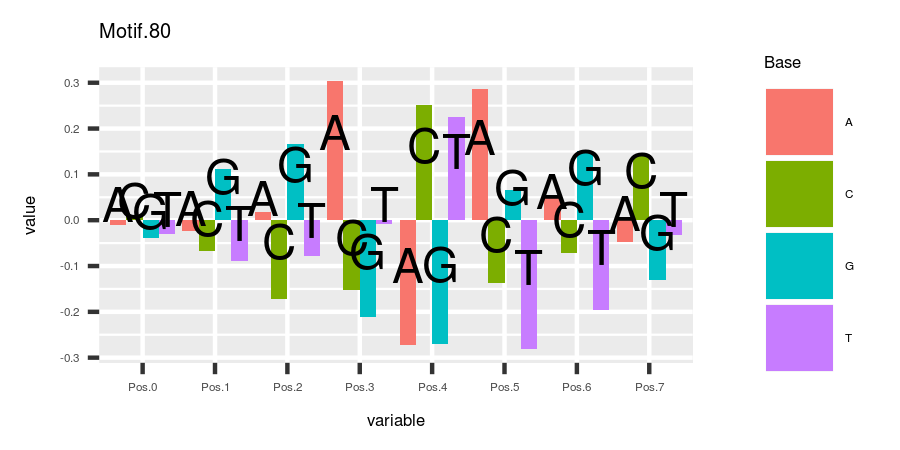 Motif.80
Base
0.3
0.2
0.1
0.0
-0.1
-0.2
-0.3
value
A C G T A C G T A C G T A C G T A C G T A C G T A C G T A C G T
Pos.0 Pos.1 Pos.2 Pos.3 Pos.4 Pos.5 Pos.6 Pos.7
variable
A
C
G
T